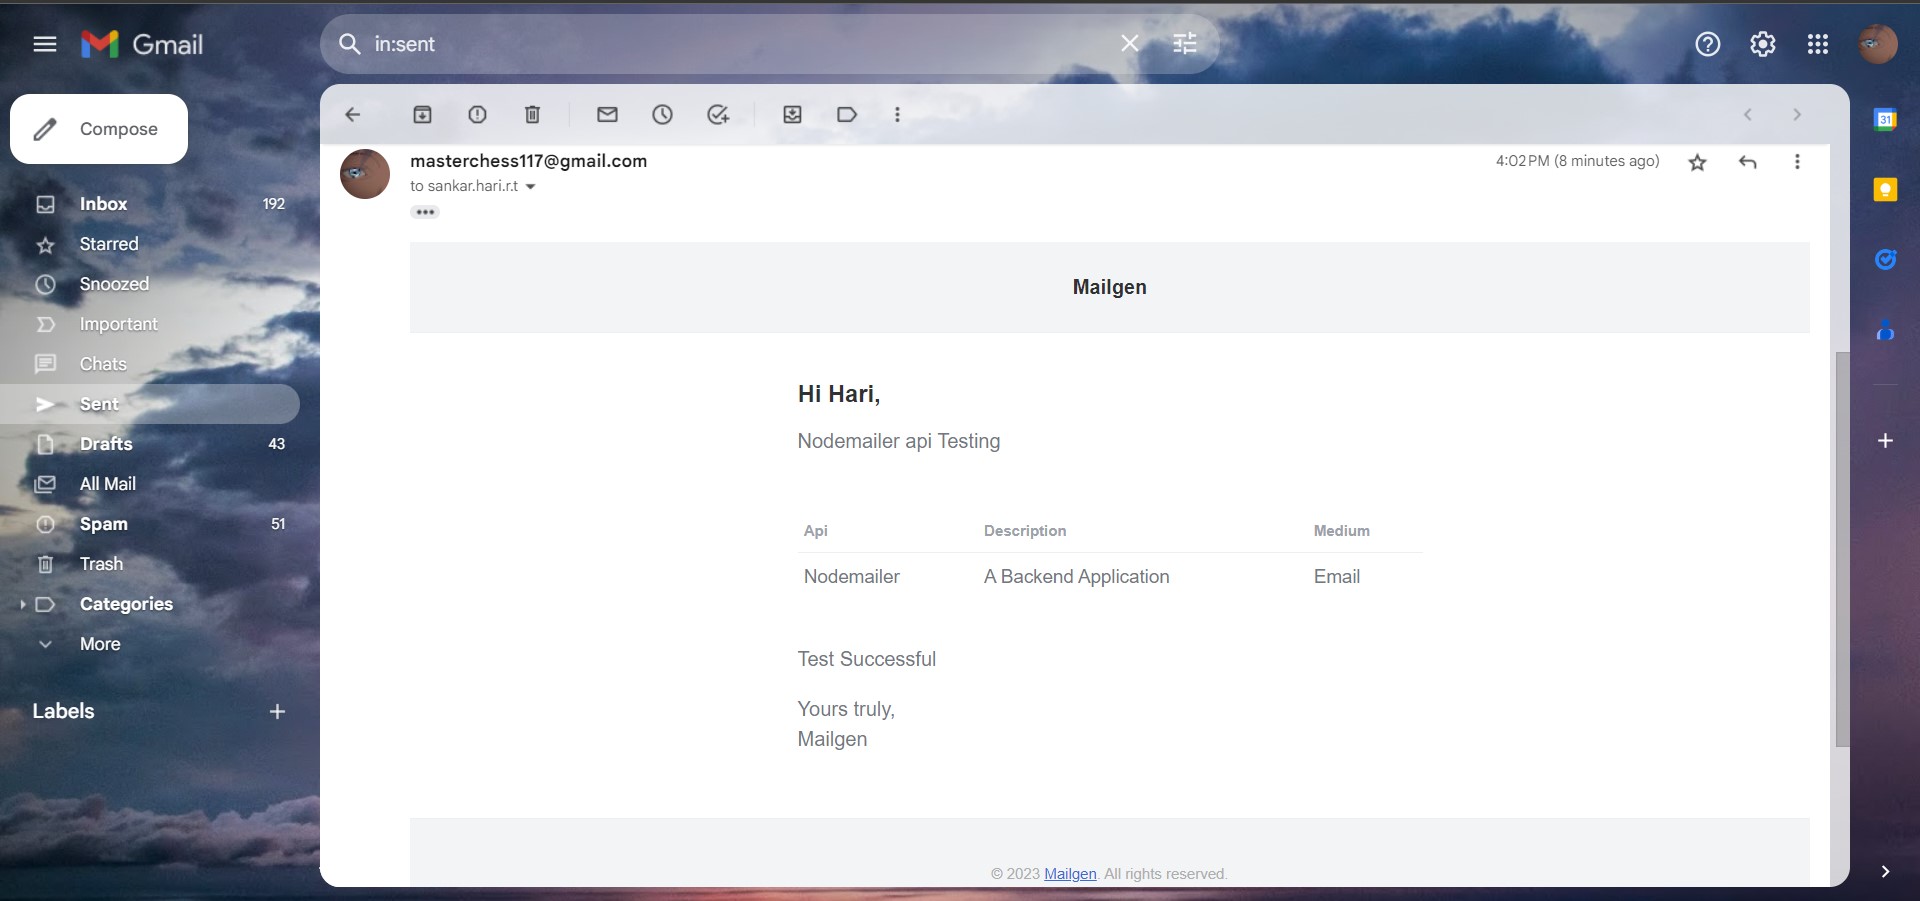 Gmail
in:sent
Compose
Inbox 192
Starred
Snoozed
Important
Chats
Sent
Drafts 43
All Mail
Spam 51
Trash
Categories
More
Labels
masterchess117@gmail.com 4:02 PM (8 minutes ago)
to sankar.hari.r.t
Mailgen
Hi Hari,
Nodemailer api Testing
Api Description Medium
Nodemailer A Backend Application Email
Test Successful
Yours truly,
Mailgen
© 2023 Mailgen. All rights reserved.
31